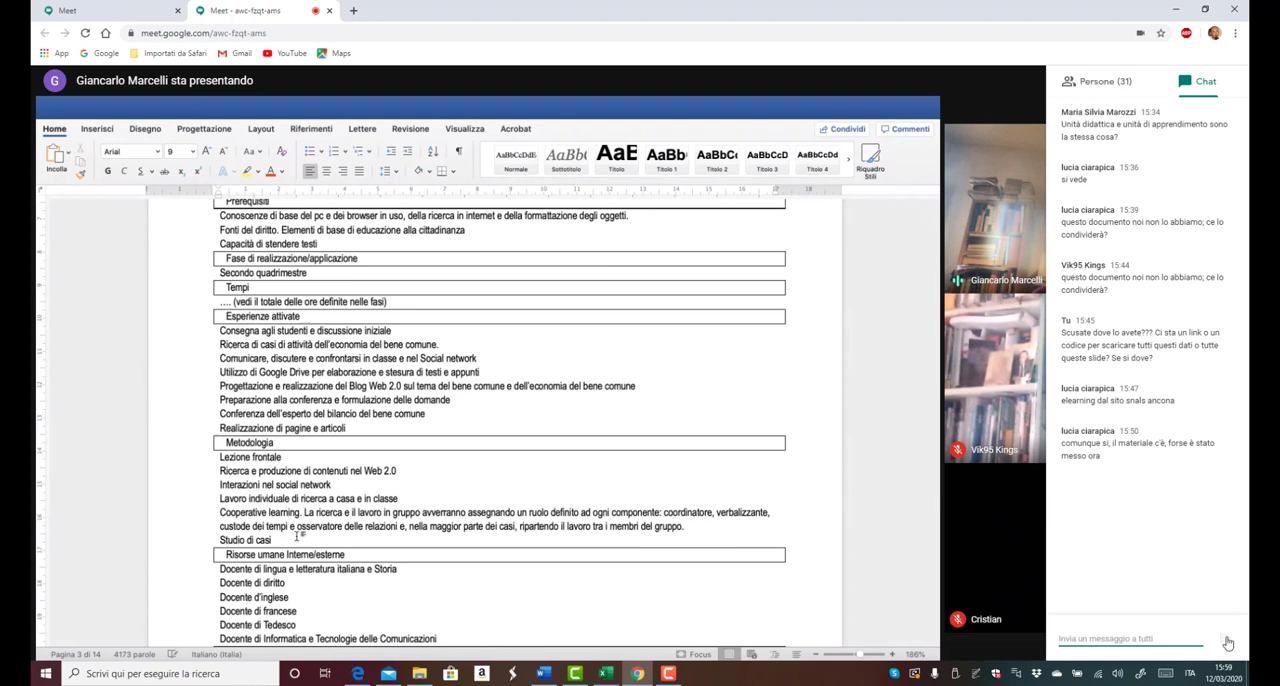 Meet
Meet - awc-fzqt-ams
meet.google.com/awc-fzqt-ams
App
Google
Importati da Safari
Gmail
YouTube
Maps
G
Giancarlo Marcelli sta presentando
Home
Inserisci
Disegno
Progettazione
Layout
Riferimenti
Lettere
Revisione
Visualizza
Acrobat
Condividi
Commenti
Incolla
Arial
9
AaBbCcDdE
AaBbC
AaB
AaBb(
AaBbCc
AaBbCcD
AaBbCcDd
Normale
Sottotitolo
Titolo
Titolo 1
Titolo 2
Titolo 3
Titolo 4
Riquadro
Stili
Prerequisiti
Conoscenze di base del pc e dei browser in uso, della ricerca in internet e della formattazione degli oggetti.
Fonti del diritto. Elementi di base di educazione alla cittadinanza
Capacità di stendere testi
Fase di realizzazione/applicazione
Secondo quadrimestre
Tempi
.... (vedi il totale delle ore definite nelle fasi)
Esperienze attivate
Consegna agli studenti e discussione iniziale
Ricerca di casi di attività dell'economia del bene comune.
Comunicare, discutere e confrontarsi in classe e nel Social network
Utilizzo di Google Drive per elaborazione e stesura di testi e appunti
Progettazione e realizzazione del Blog Web 2.0 sul tema del bene comune e dell'economia del bene comune
Preparazione alla conferenza e formulazione delle domande
Conferenza dell'esperto del bilancio del bene comune
Realizzazione di pagine e articoli
Metodologia
Lezione frontale
Ricerca e produzione di contenuti nel Web 2.0
Interazioni nel social network
Lavoro individuale di ricerca a casa e in classe
Cooperative learning. La ricerca e il lavoro in gruppo avverranno assegnando un ruolo definito ad ogni componente: coordinatore, verbalizzante,
custode dei tempi e osservatore delle relazioni e, nella maggior parte dei casi, ripartendo il lavoro tra i membri del gruppo.
Studio di casi
Risorse umane Interne/esterne
Docente di lingua e letteratura italiana e Storia
Docente di diritto
Docente d'inglese
Docente di francese
Docente di Tedesco
Docente di Informatica e Tecnologie delle Comunicazioni
Pagina 3 di 14
4173 parole
Italiano (Italia)
Focus
186%
Giancarlo Marcelli
Vik95 Kings
Cristian
Persone (31)
Chat
Maria Silvia Marozzi 15:34
Unità didattica e unità di apprendimento sono
la stessa cosa?
lucia ciarapica 15:36
si vede
lucia ciarapica 15:39
questo documento noi non lo abbiamo; ce lo
condividerà?
Vik95 Kings 15:44
questo documento noi non lo abbiamo; ce lo
condividerà?
Tu 15:45
Scusate dove lo avete??? Ci sta un link o un
codice per scaricare tutti questi dati o tutte
queste slide? Se si dove?
lucia ciarapica 15:47
elearning dal sito snals ancona
lucia ciarapica 15:50
comunque si, il materiale c'è, forse è stato
messo ora
Invia un messaggio a tutti
Scrivi qui per eseguire la ricerca
ITA
15:59
12/03/2020